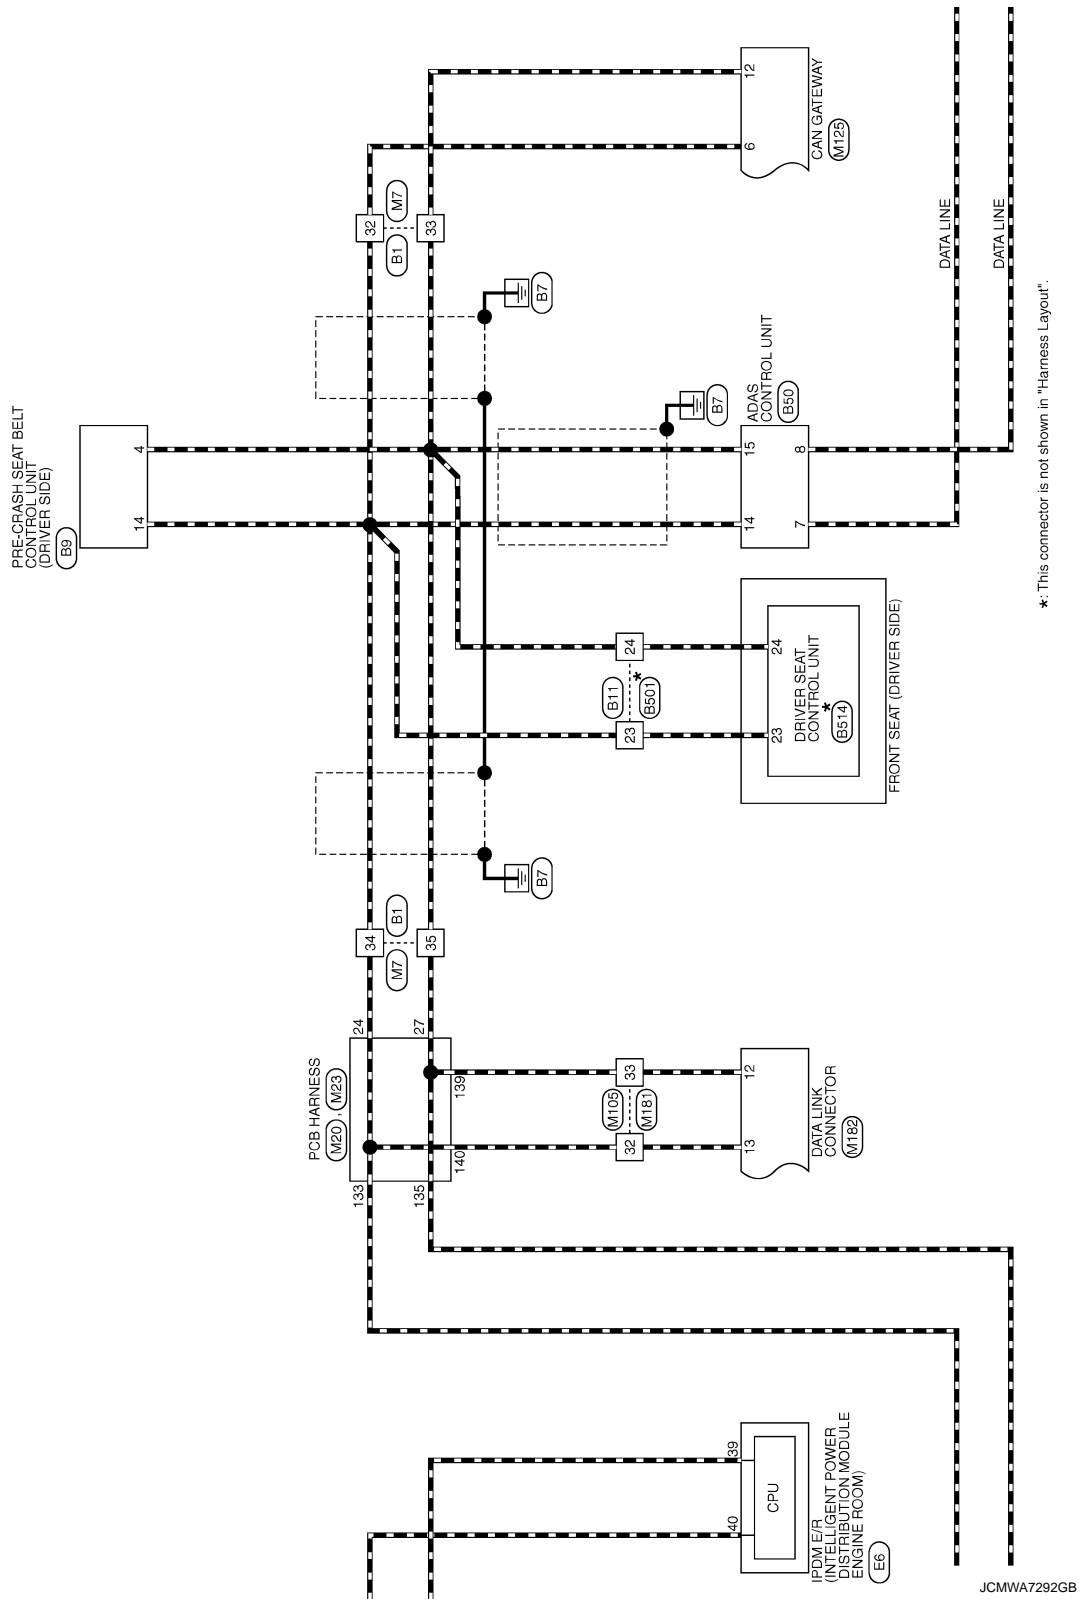 PRE-CRASH SEAT BELT
CONTROL UNIT
(DRIVER SIDE)
B9
14
4
12
6
CAN GATEWAY
M125
32
33
M7
B1
B7
DATA LINE
DATA LINE
B7
ADAS
CONTROL UNIT
B50
14
15
7
8
23
24
B11
B501
*
23
24
DRIVER SEAT
CONTROL UNIT
*
B514
FRONT SEAT (DRIVER SIDE)
*: This connector is not shown in "Harness Layout".
B7
34
35
B1
M7
PCB HARNESS
M20 , M23
24
27
133
135
139
140
32
33
M105
M181
13
12
DATA LINK
CONNECTOR
M182
40
39
CPU
IPDM E/R
(INTELLIGENT POWER
DISTRIBUTION MODULE
ENGINE ROOM)
E6
JCMWA7292GB